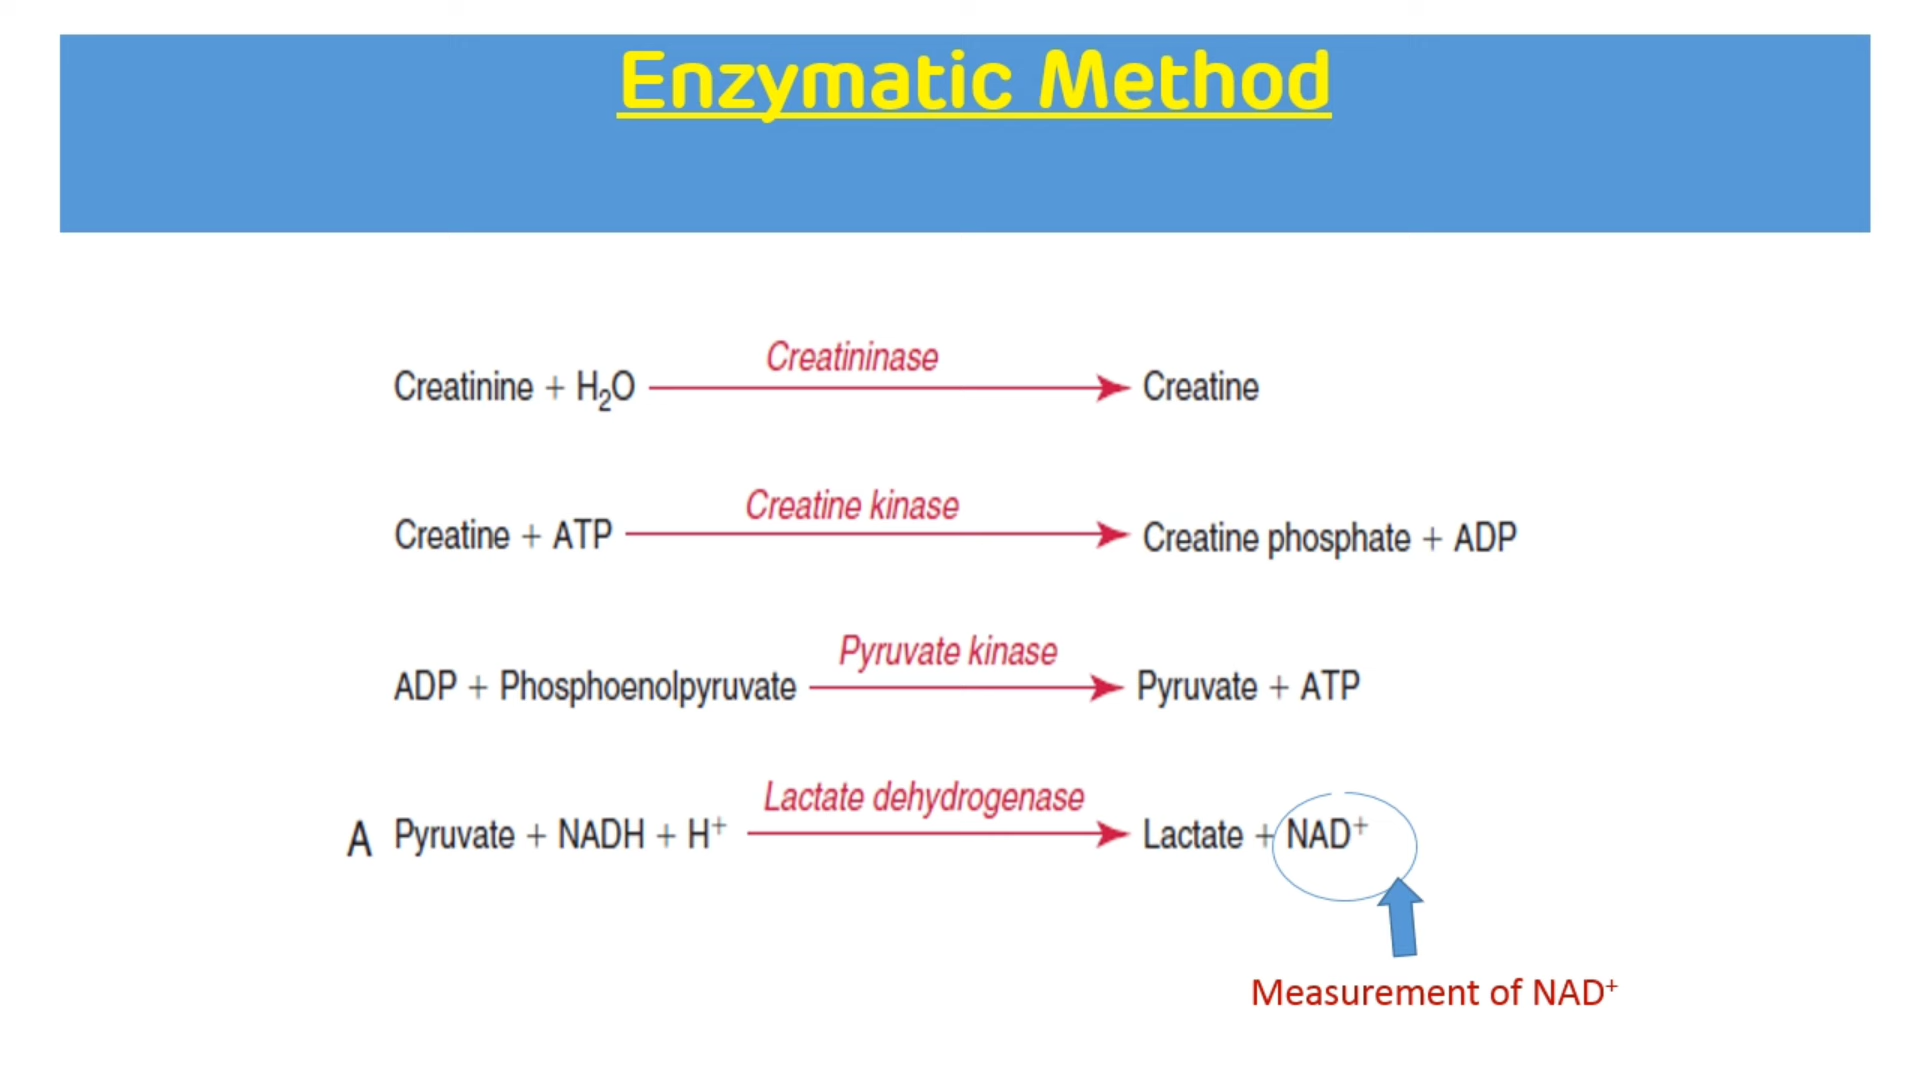 Enzymatic Method
Creatininase
Creatinine + H₂O → Creatine
Creatine kinase
Creatine + ATP → Creatine phosphate + ADP
Pyruvate kinase
ADP + Phosphoenolpyruvate → Pyruvate + ATP
Lactate dehydrogenase
A Pyruvate + NADH + H⁺ → Lactate + NAD⁺
Measurement of NAD⁺